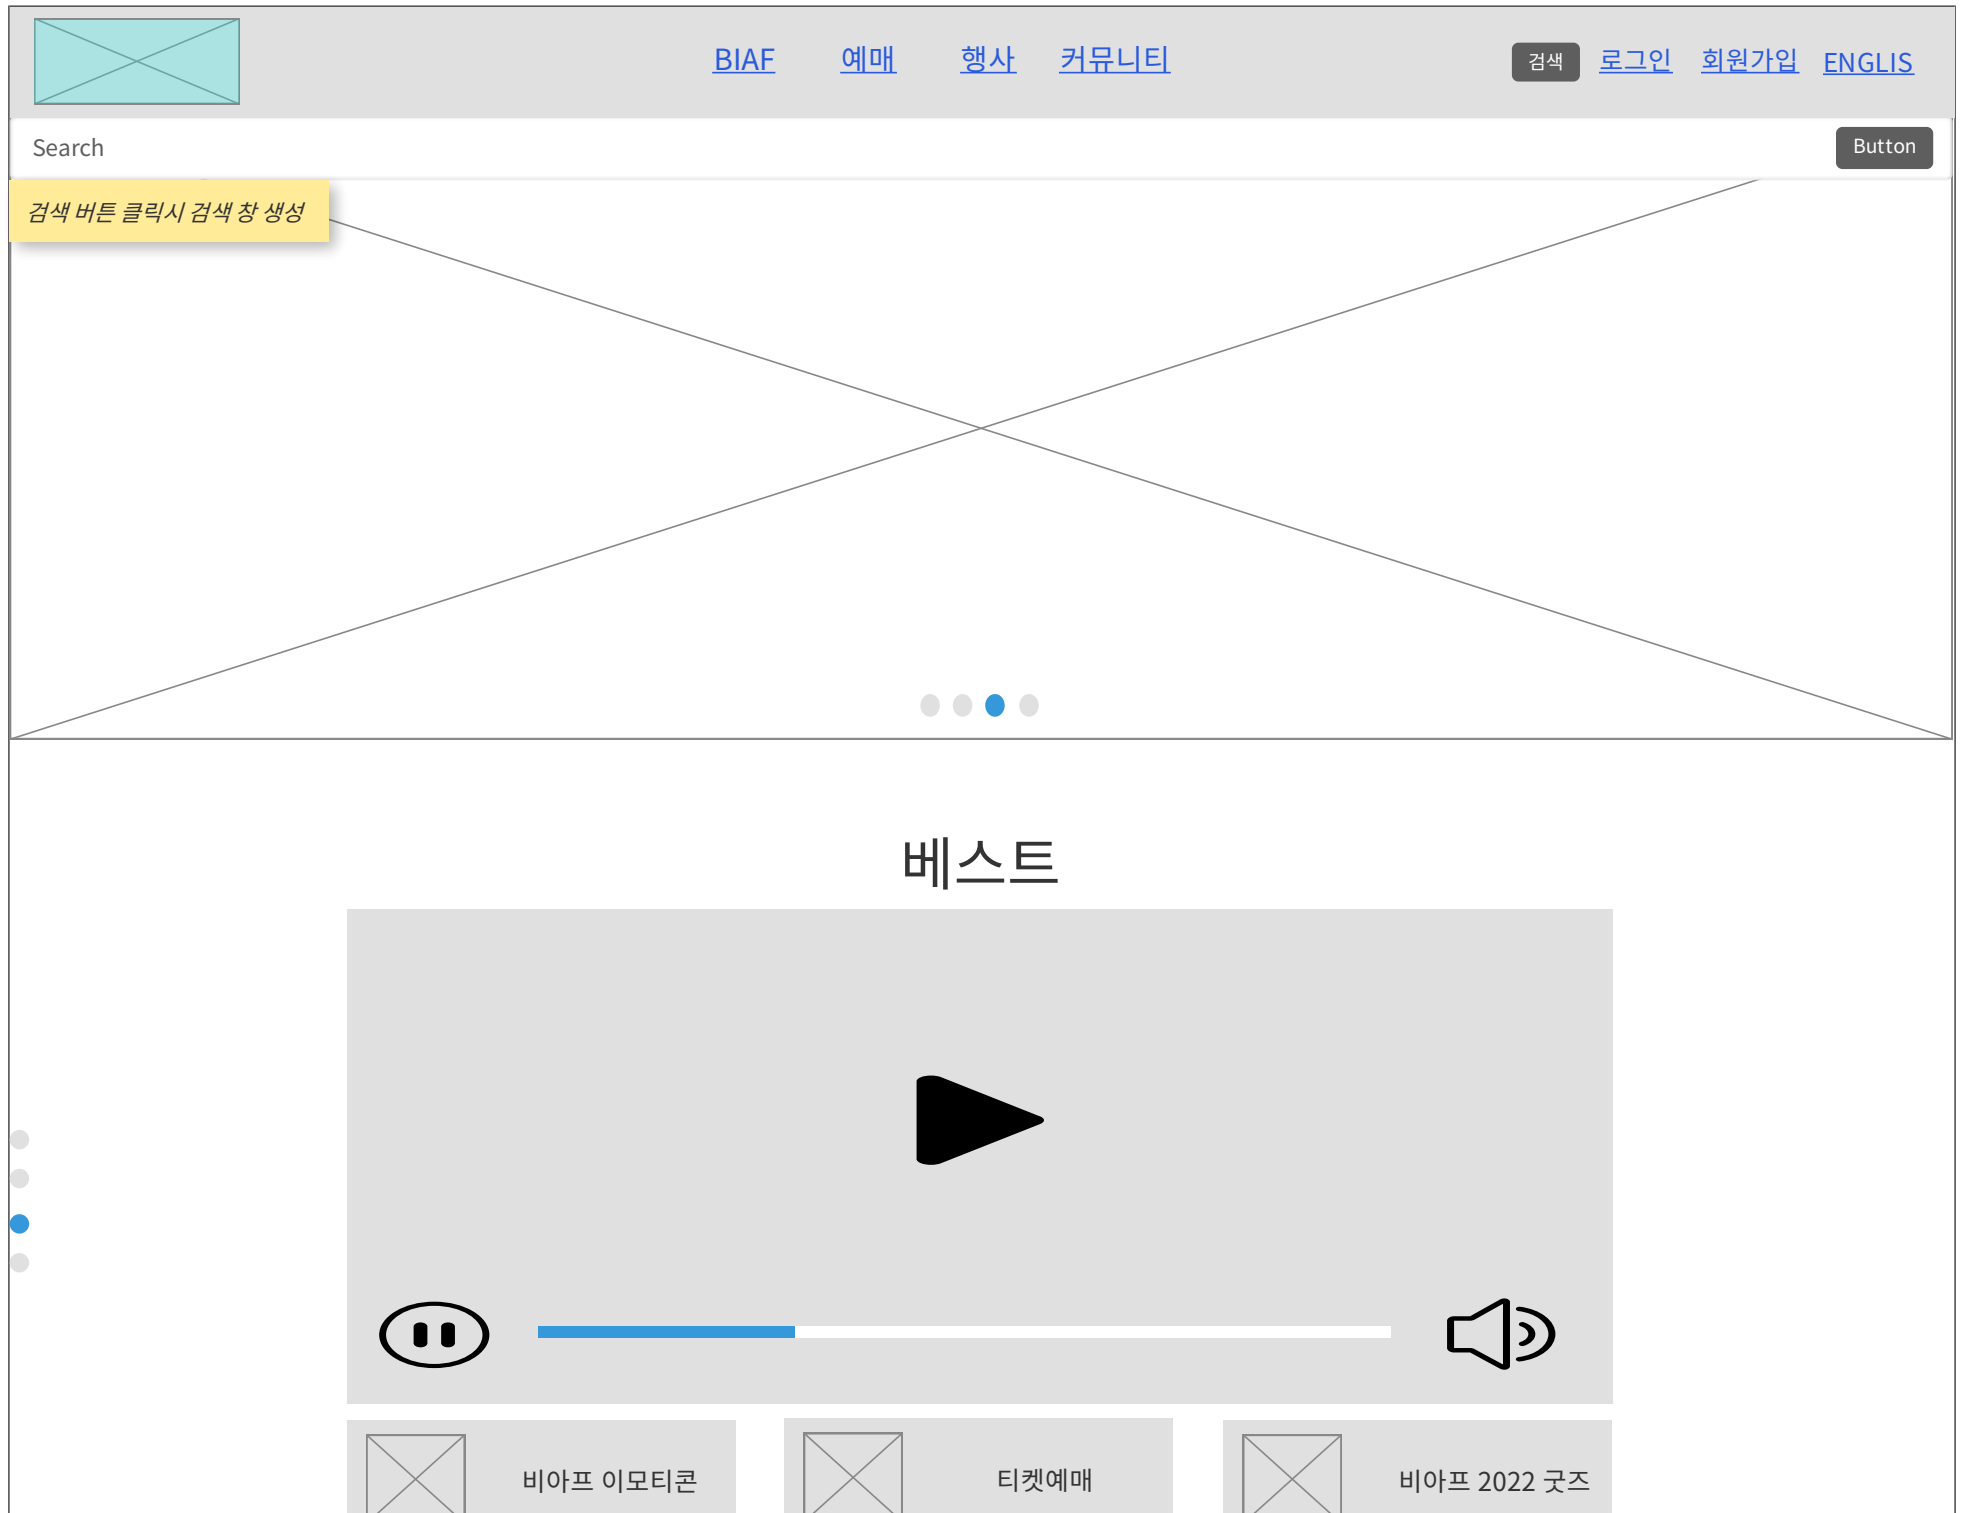 BIAF 예매 행사 커뮤니티 검색 로그인 회원가입 ENGLIS
Search Button
검색 버튼 클릭시 검색 창 생성
베스트
비아프 이모티콘 티켓예매 비아프 2022 굿즈